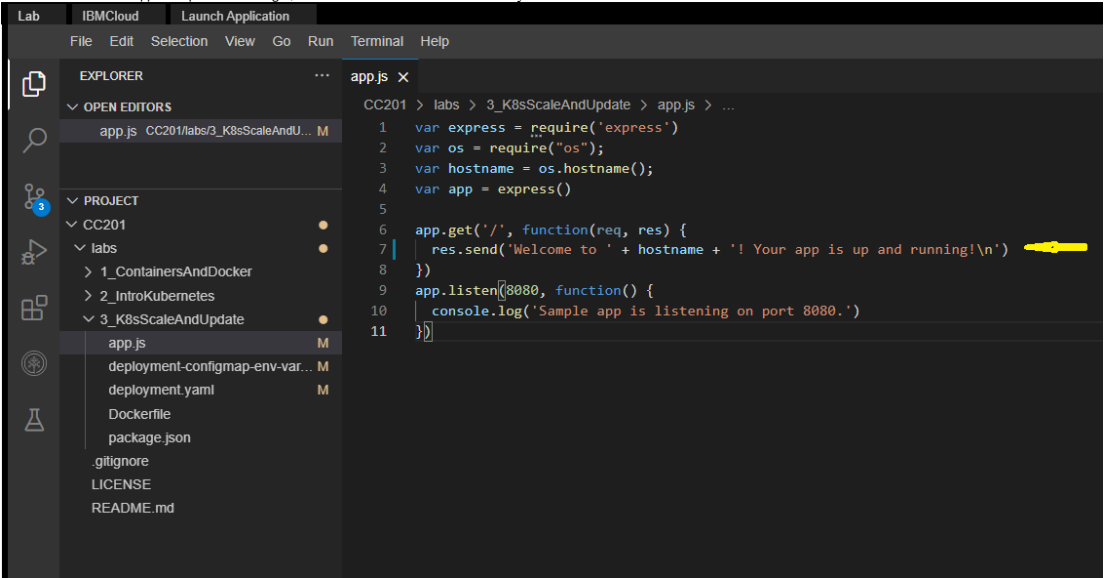 Lab IBMCloud Launch Application
File Edit Selection View Go Run Terminal Help
EXPLORER ···
OPEN EDITORS
app.js CC201/labs/3_K8sScaleAndU... M
3
PROJECT
CC201
labs
1_ContainersAndDocker
2_IntroKubernetes
3_K8sScaleAndUpdate
app.js M
deployment-configmap-env-var... M
deployment.yaml M
Dockerfile
package.json
.gitignore
LICENSE
README.md
app.js ×
CC201 > labs > 3_K8sScaleAndUpdate > app.js > ...
1 var express = require('express')
2 var os = require("os");
3 var hostname = os.hostname();
4 var app = express()
5
6 app.get('/', function(req, res) {
7 res.send('Welcome to ' + hostname + '! Your app is up and running!\n')
8 })
9 app.listen(8080, function() {
10 console.log('Sample app is listening on port 8080.')
11 })